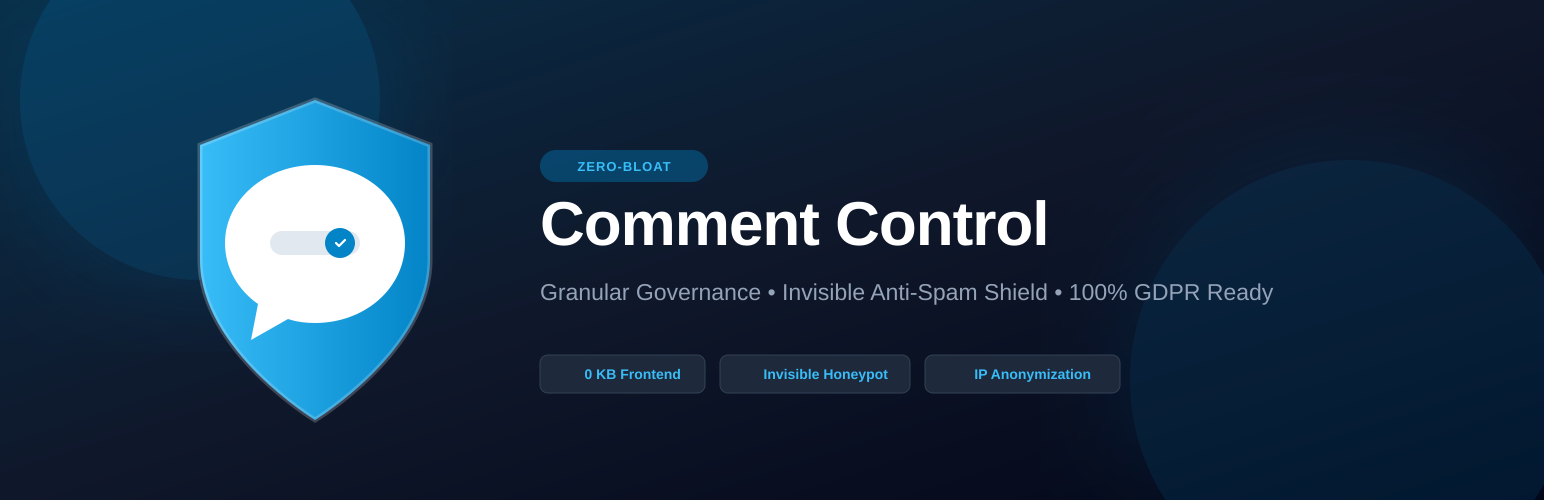 ZERO-BLOAT
Comment Control
Granular Governance • Invisible Anti-Spam Shield • 100% GDPR Ready
0 KB Frontend
Invisible Honeypot
IP Anonymization